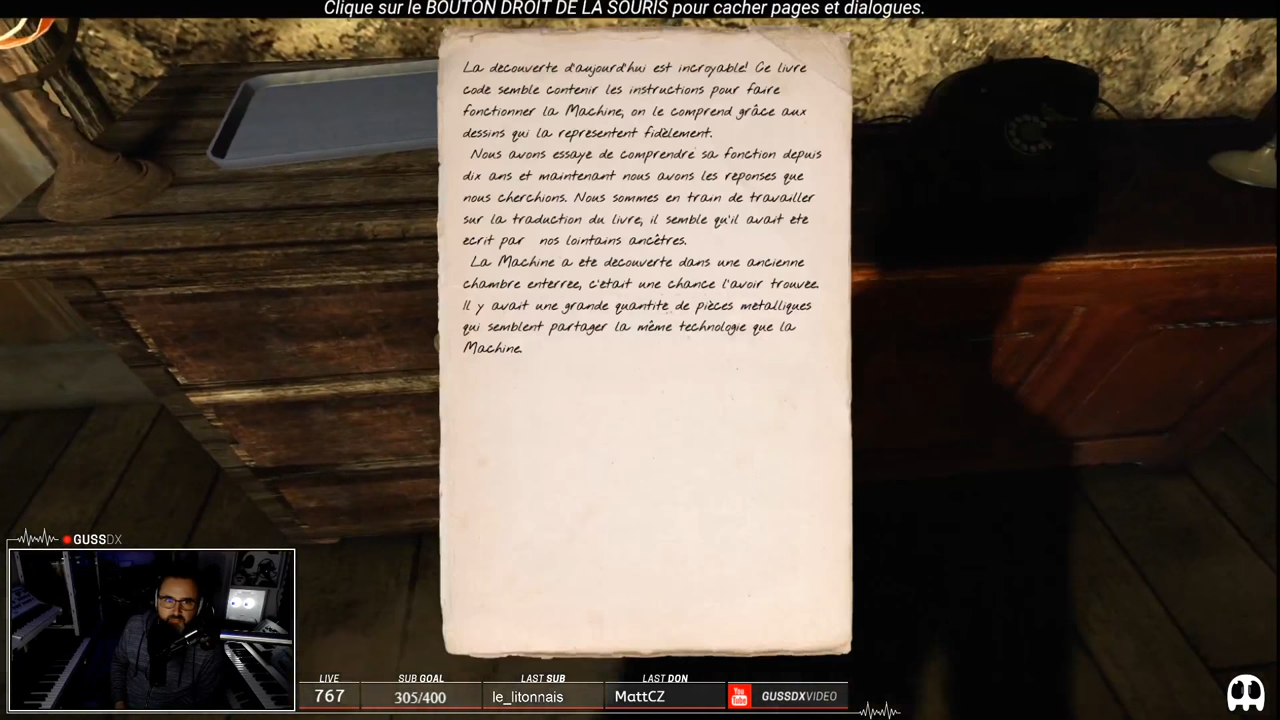 Clique sur le BOUTON DROIT DE LA SOURIS pour cacher pages et dialogues.
La decouverte d'aujourd'hui est incroyable! Ce livre
code semble contenir les instructions pour faire
fonctionner la Machine, on le comprend grâce aux
dessins qui la representent fidèlement.
Nous avons essaye de comprendre sa fonction depuis
dix ans et maintenant nous avons les reponses que
nous cherchions. Nous sommes en train de travailler
sur la traduction du livre, il semble qu'il avait ete
ecrit par nos lointains ancêtres.
La Machine a ete decouverte dans une ancienne
chambre enterree, c'etait une chance l'avoir trouvee.
Il y avait une grande quantite de pièces metalliques
qui semblent partager la même technologie que la
Machine.
GUSSDX
LIVE
767
SUB GOAL
305/400
LAST SUB
le_litonnais
LAST DON
MattCZ
You Tube
GUSSDXVIDEO